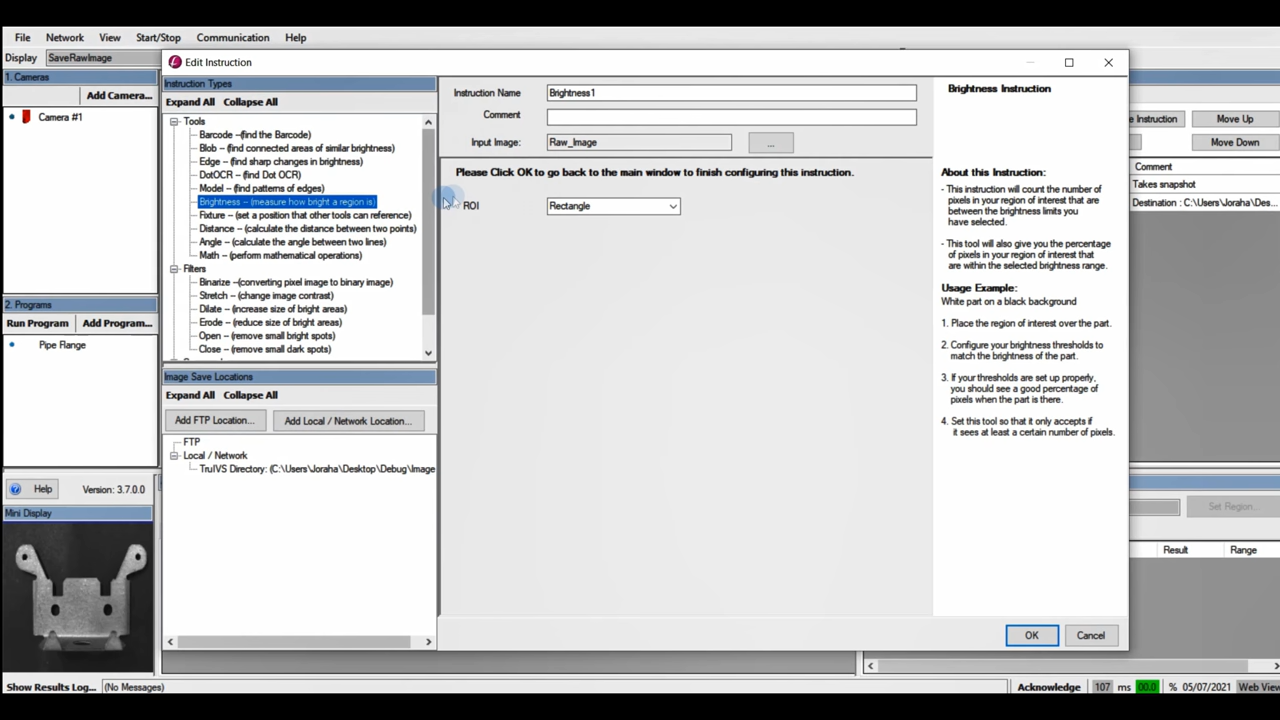 File Network View Start/Stop Communication Help
Display SaveRawImage
Edit Instruction
1. Cameras
Add Camera...
Camera #1
2. Programs
Run Program Add Program...
Pipe Range
Help Version: 3.7.0.0
Mini Display
Instruction Types
Expand All Collapse All
Tools
Barcode --(find the Barcode)
Blob -- (find connected areas of similar brightness)
Edge -- (find sharp changes in brightness)
DotOCR -- (find Dot OCR)
Model -- (find patterns of edges)
Brightness -- (measure how bright a region is)
Fixture -- (set a position that other tools can reference)
Distance -- (calculate the distance between two points)
Angle -- (calculate the angle between two lines)
Math -- (perform mathematical operations)
Filters
Binarize --(converting pixel image to binary image)
Stretch -- (change image contrast)
Dilate -- (increase size of bright areas)
Erode -- (reduce size of bright areas)
Open -- (remove small bright spots)
Close -- (remove small dark spots)
Image Save Locations
Expand All Collapse All
Add FTP Location... Add Local / Network Location...
FTP
Local / Network
TruIVS Directory: (C:\Users\Joraha\Desktop\Debug\Image
Instruction Name Brightness1
Comment
Input Image: Raw_Image ...
Please Click OK to go back to the main window to finish configuring this instruction.
ROI Rectangle
Brightness Instruction
About this Instruction:
- This instruction will count the number of
pixels in your region of interest that are
between the brightness limits you
have selected.
- This tool will also give you the percentage
of pixels in your region of interest that
are within the selected brightness range.
Usage Example:
White part on a black background
1. Place the region of interest over the part.
2. Configure your brightness thresholds to
match the brightness of the part.
3. If your thresholds are set up properly,
you should see a good percentage of
pixels when the part is there.
4. Set this tool so that it only accepts if
it sees at least a certain number of pixels.
OK Cancel
e Instruction Move Up
Move Down
Comment
Takes snapshot
Destination : C:\Users\Joraha\Des...
Set Region...
Result Range
Show Results Log... (No Messages) Acknowledge 107 ms 00.0 % 05/07/2021 Web View